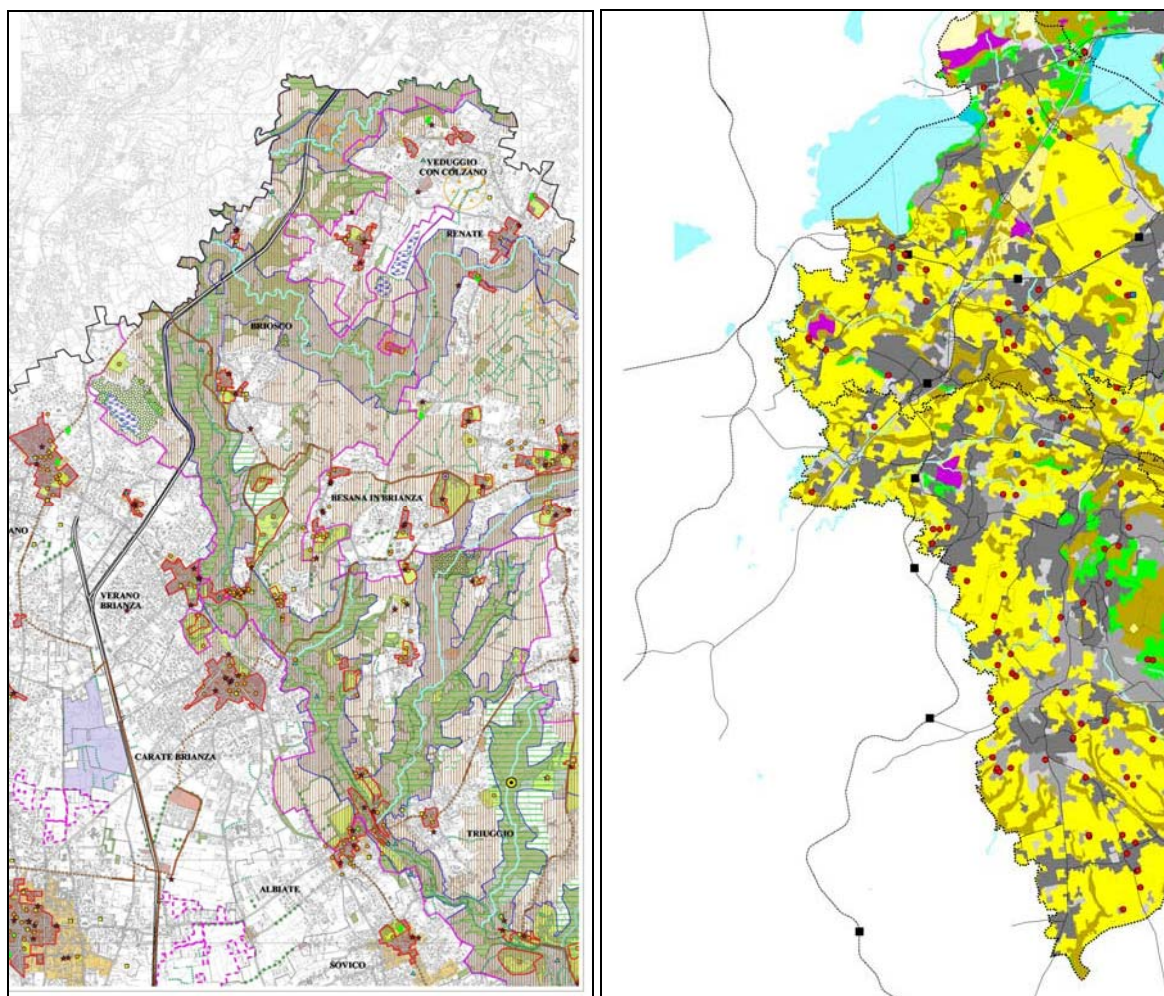 VEDUGGIO
CON COLZANO
RENATE
BRIOSCO
BESANA IN BRIANZA
ANO
VERANO
BRIANZA
CARATE BRIANZA
TRIUGGIO
ALBIATE
SOVICO